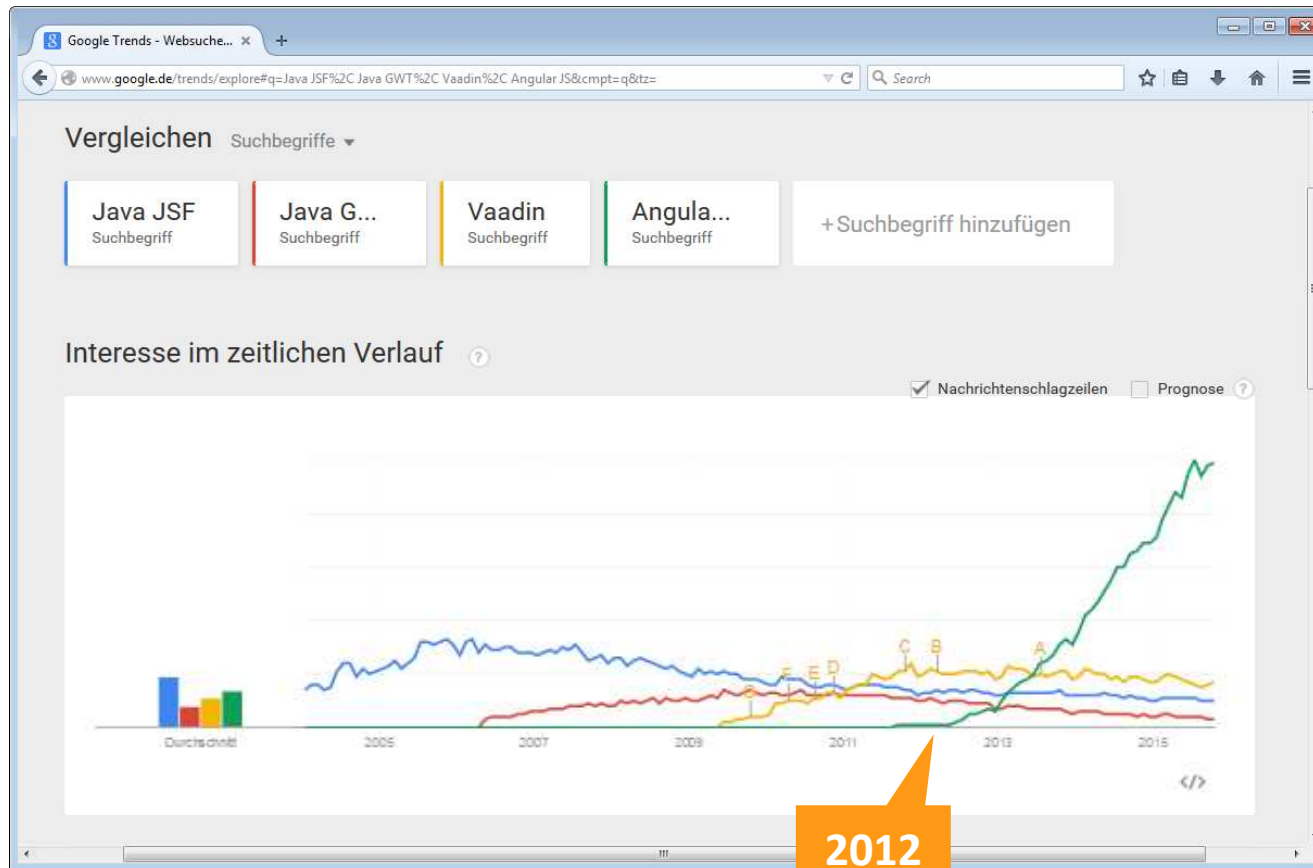 Google Trends - Websuche...
www.google.de/trends/explore#q=Java JSF%2C Java GWT%2C Vaadin%2C Angular JS&cmpt=q&tz=
Search
Vergleichen Suchbegriffe
Java JSF
Suchbegriff
Java G...
Suchbegriff
Vaadin
Suchbegriff
Angula...
Suchbegriff
+Suchbegriff hinzufügen
Interesse im zeitlichen Verlauf ?
Nachrichtenschlagzeilen Prognose ?
C B A
G F E D
Durchschnitt 2005 2007 2009 2011 2013 2015
</>
2012